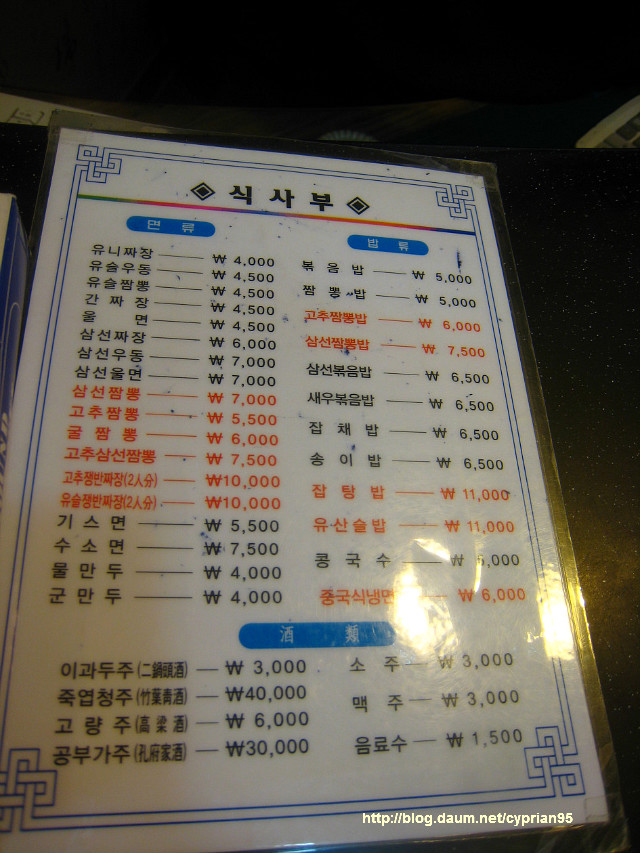 ◈ 식사부 ◈
면 류
유니짜장 —— ₩ 4,000
유슬우동 —— ₩ 4,500
유슬짬뽕 —— ₩ 4,500
간 짜 장 —— ₩ 4,500
울 면 —— ₩ 4,500
삼선짜장 —— ₩ 6,000
삼선우동 —— ₩ 7,000
삼선울면 —— ₩ 7,000
삼선짬뽕 —— ₩ 7,000
고추짬뽕 —— ₩ 5,500
굴 짬 뽕 —— ₩ 6,000
고추삼선짬뽕 —— ₩ 7,500
고추쟁반짜장(2人分) — ₩10,000
유슬쟁반짜장(2人分) — ₩10,000
기 스 면 —— ₩ 5,500
수 소 면 —— ₩ 7,500
물 만 두 —— ₩ 4,000
군 만 두 —— ₩ 4,000
밥 류
볶 음 밥 —— ₩ 5,000
짬 뽕 밥 —— ₩ 5,000
고추짬뽕밥 — ₩ 6,000
삼선짬뽕밥 — ₩ 7,500
삼선볶음밥 — ₩ 6,500
새우볶음밥 — ₩ 6,500
잡 채 밥 —— ₩ 6,500
송 이 밥 —— ₩ 6,500
잡 탕 밥 —— ₩ 11,000
유산슬밥 —— ₩ 11,000
콩 국 수 —— ₩ ,000
중국식냉면 — ₩ 6,000
酒 類
이과두주 (二鍋頭酒) — ₩ 3,000
죽엽청주 (竹葉靑酒) — ₩40,000
고 량 주 (高 粱 酒) — ₩ 6,000
공부가주 (孔府家酒) — ₩30,000
소 주 — ₩ 3,000
맥 주 — ₩ 3,000
음료수 — ₩ 1,500
http://blog.daum.net/cyprian95